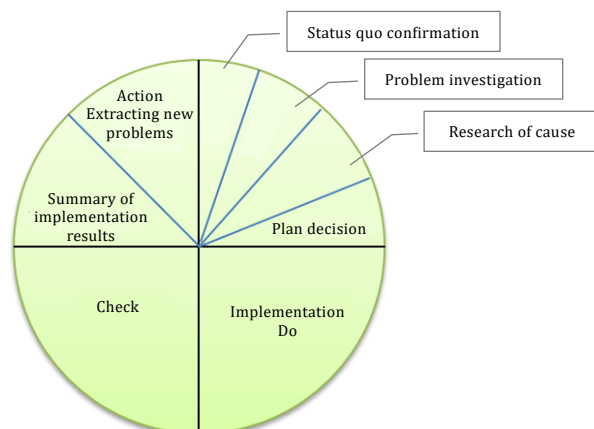 Status quo confirmation
Problem investigation
Research of cause
Plan decision
Implementation
Do
Check
Summary of
implementation
results
Action
Extracting new
problems